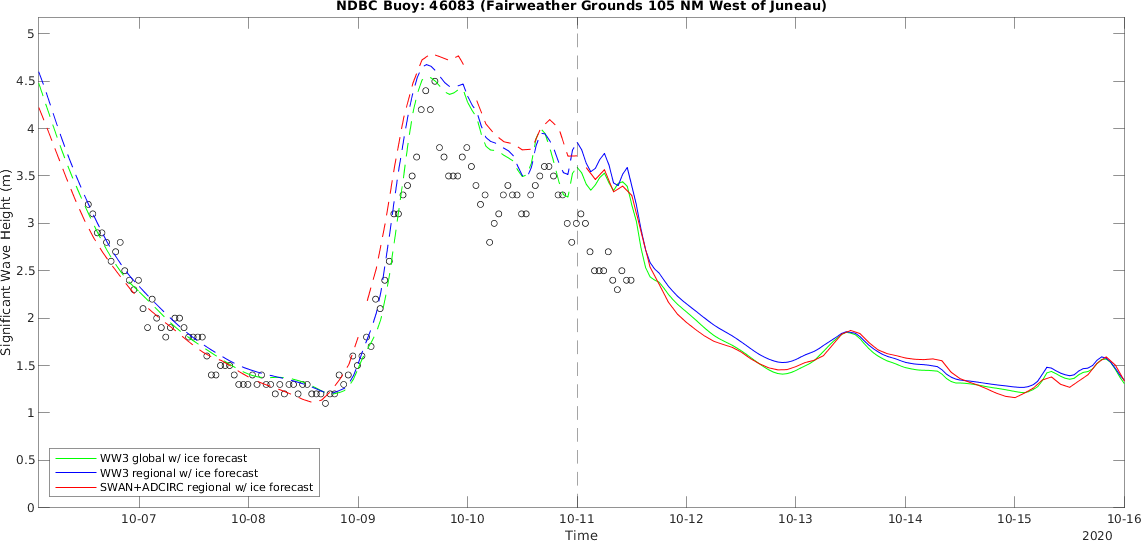 NDBC Buoy: 46083 (Fairweather Grounds 105 NM West of Juneau)
5
4.5
4
3.5
3
2.5
2
1.5
1
0.5
0
Significant Wave Height (m)
WW3 global w/ ice forecast
WW3 regional w/ ice forecast
SWAN+ADCIRC regional w/ ice forecast
10-07 10-08 10-09 10-10 10-11 10-12 10-13 10-14 10-15 10-16
Time
2020